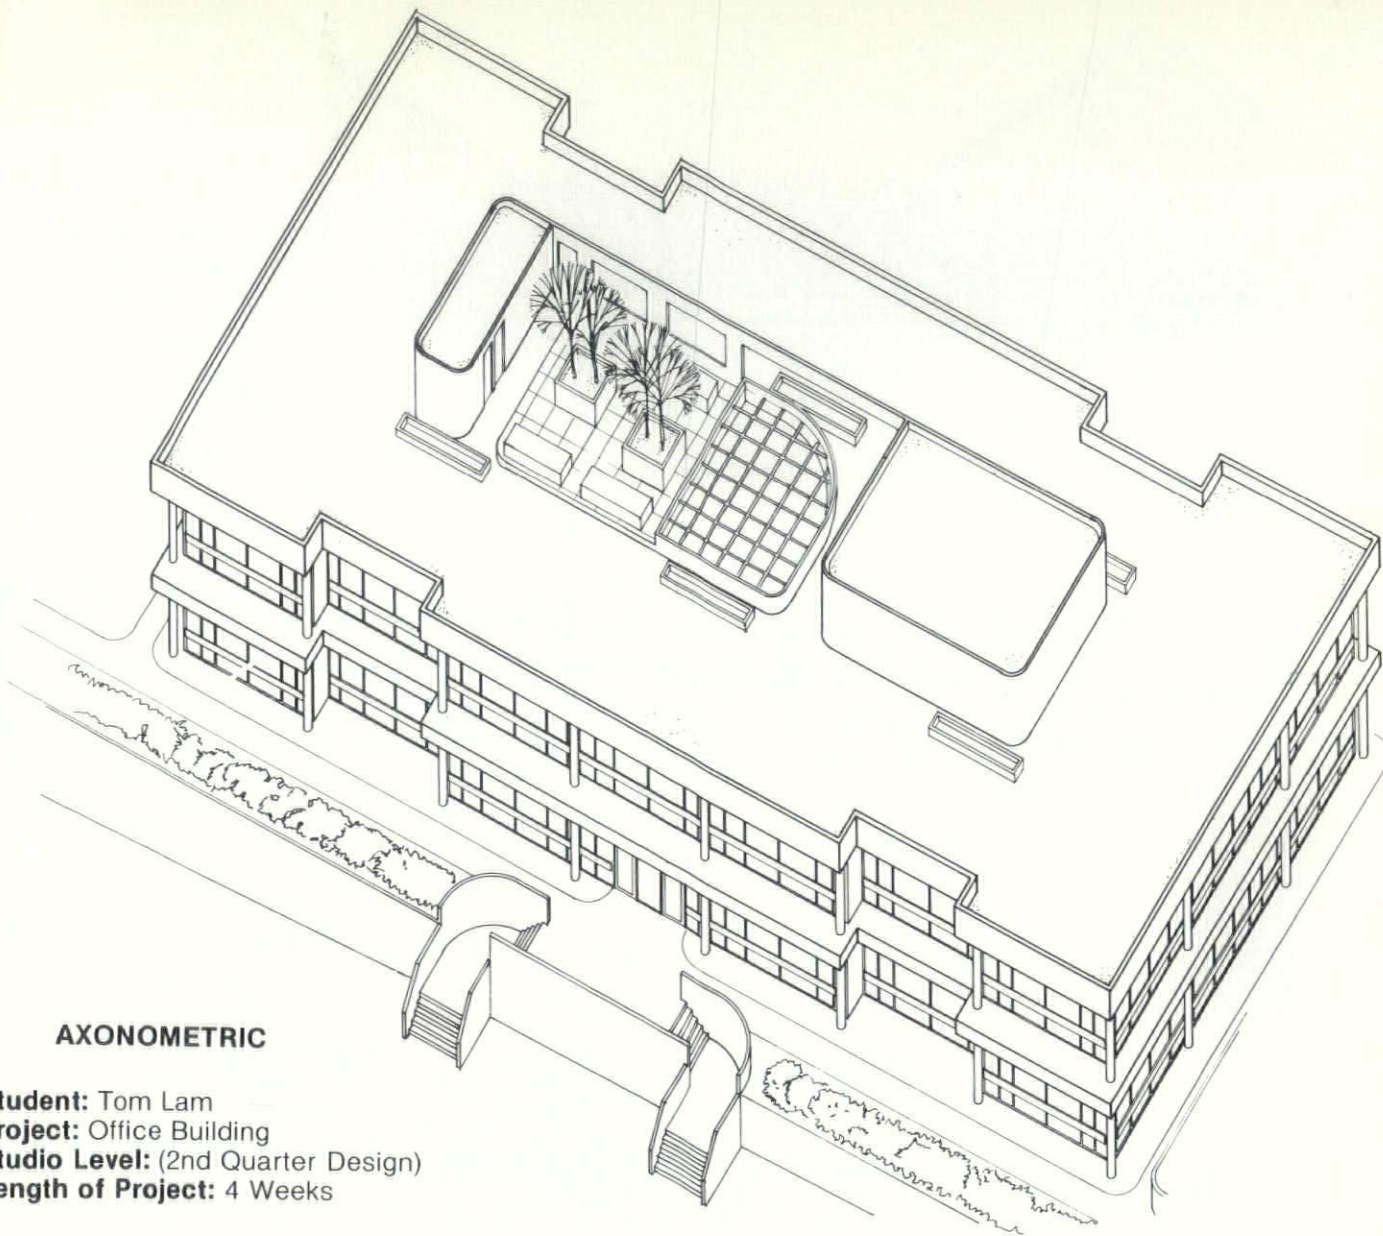 AXONOMETRIC
tudent: Tom Lam
roject: Office Building
tudio Level: (2nd Quarter Design)
ength of Project: 4 Weeks